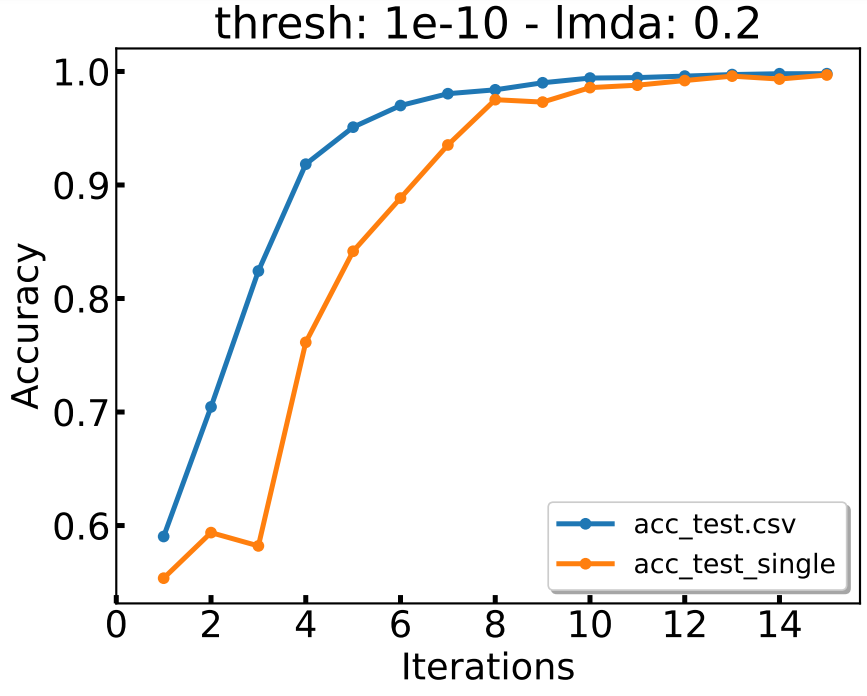 thresh: 1e-10 - lmda: 0.2
1.0
0.9
0.8
0.7
0.6
Accuracy
acc_test.csv
acc_test_single
0 2 4 6 8 10 12 14
Iterations